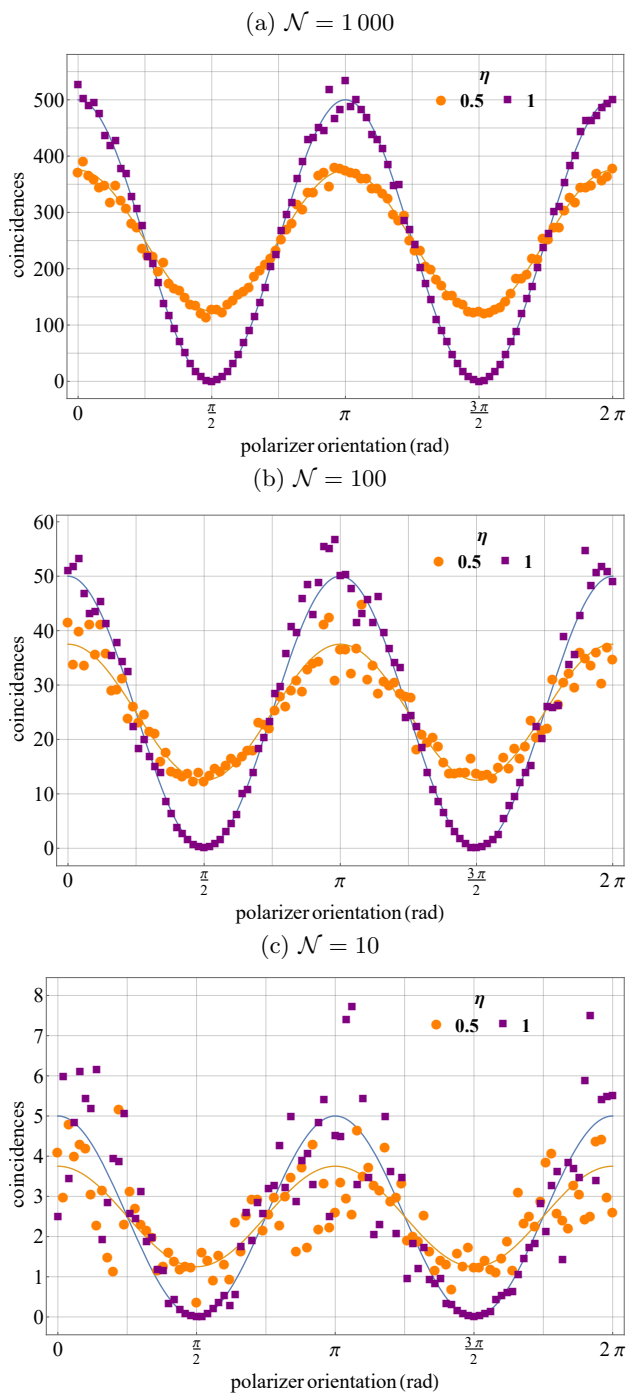 (a) 𝒩 = 1 000
η
0.5 1
500
400
300
200
100
0
coincidences
0 π/2 π 3π/2 2π
polarizer orientation (rad)
(b) 𝒩 = 100
60
η
0.5 1
50
40
30
20
10
0
coincidences
0 π/2 π 3π/2 2π
polarizer orientation (rad)
(c) 𝒩 = 10
8
η
0.5 1
7
6
5
4
3
2
1
0
coincidences
0 π/2 π 3π/2 2π
polarizer orientation (rad)